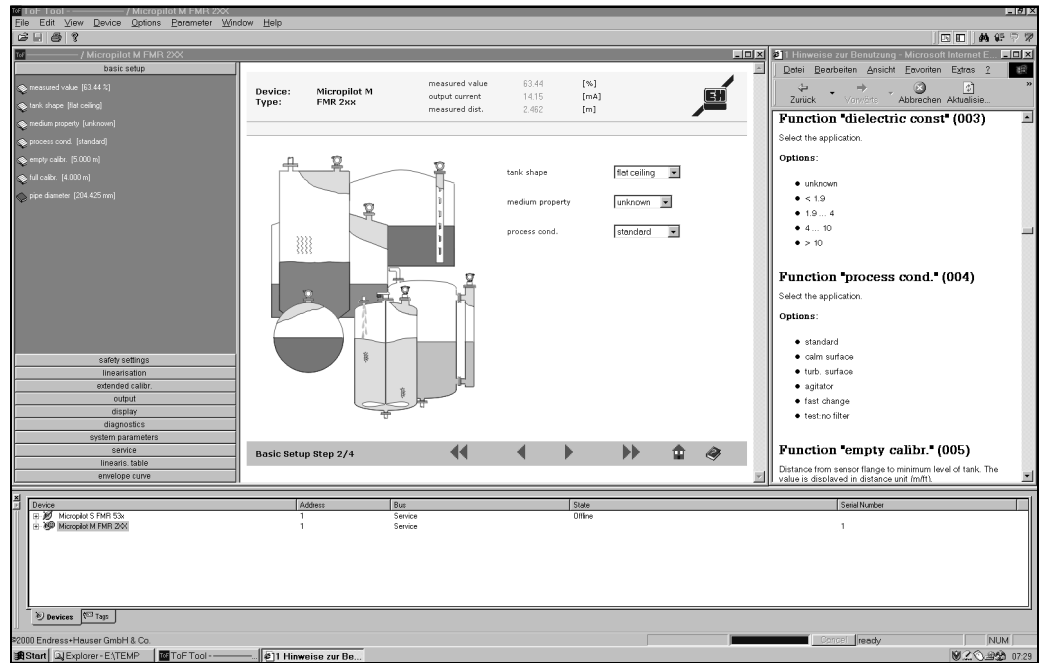 ToF Tool - ———— / Micropilot M FMR 2XX
File Edit View Device Options Parameter Window Help
———— / Micropilot M FMR 2XX
basic setup
measured value [63.44 %]
tank shape [flat ceiling]
medium property [unknown]
process cond. [standard]
empty calibr. [5.000 m]
full calibr. [4.000 m]
pipe diameter [204.425 mm]
safety settings
linearisation
extended calibr.
output
display
diagnostics
system parameters
service
linearis. table
envelope curve
Device: Micropilot M
Type: FMR 2xx
measured value 63.44 [%]
output current 14.15 [mA]
measured dist. 2.462 [m]
EH
tank shape flat ceiling
medium property unknown
process cond. standard
Basic Setup Step 2/4
1 Hinweise zur Benutzung - Microsoft Internet E...
Datei Bearbeiten Ansicht Favoriten Extras ?
Zurück Vorwärts Abbrechen Aktualisie...
Function "dielectric const" (003)
Select the application.
Options:
unknown
< 1.9
1.9 ... 4
4 ... 10
> 10
Function "process cond." (004)
Select the application.
Options:
standard
calm surface
turb. surface
agitator
fast change
test:no filter
Function "empty calibr." (005)
Distance from sensor flange to minimum level of tank. The
value is displayed in distance unit (m/ft).
Device Address Bus State Serial Number
Micropilot S FMR 53x 1 Service Offline
Micropilot M FMR 2XX 1 Service 1
Devices Tags
©2000 Endress+Hauser GmbH & Co.
Cancel ready NUM
Start Explorer - E:\TEMP ToF Tool - ———— ... 1 Hinweise zur Be... 07:29